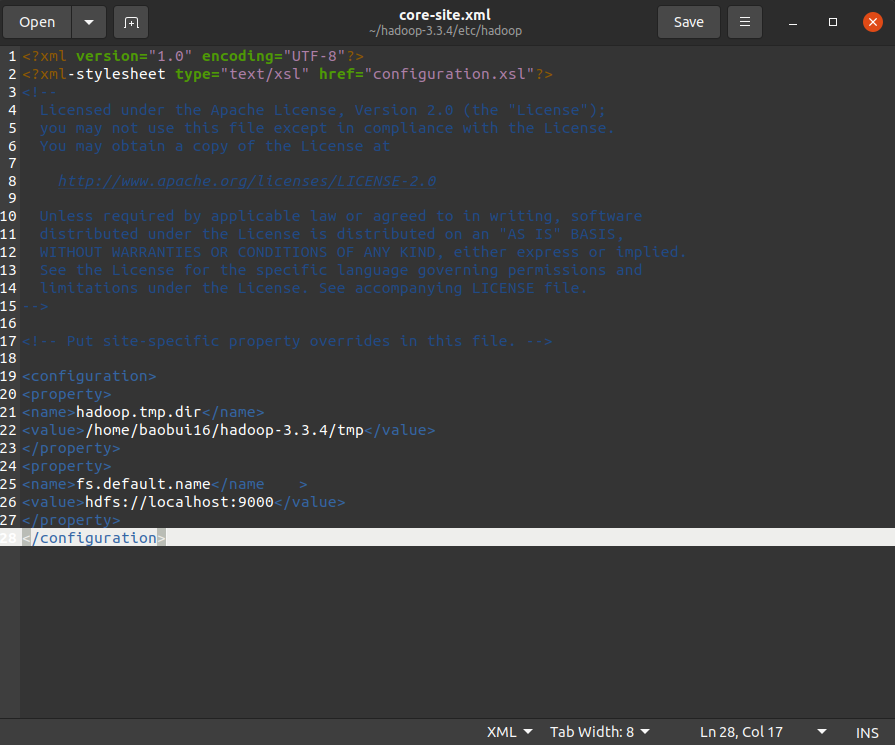 Open
core-site.xml
~/hadoop-3.3.4/etc/hadoop
Save
1 <?xml version="1.0" encoding="UTF-8"?>
2 <?xml-stylesheet type="text/xsl" href="configuration.xsl"?>
3 <!--
4   Licensed under the Apache License, Version 2.0 (the "License");
5   you may not use this file except in compliance with the License.
6   You may obtain a copy of the License at
7
8     http://www.apache.org/licenses/LICENSE-2.0
9
10   Unless required by applicable law or agreed to in writing, software
11   distributed under the License is distributed on an "AS IS" BASIS,
12   WITHOUT WARRANTIES OR CONDITIONS OF ANY KIND, either express or implied.
13   See the License for the specific language governing permissions and
14   limitations under the License. See accompanying LICENSE file.
15 -->
16
17 <!-- Put site-specific property overrides in this file. -->
18
19 <configuration>
20 <property>
21 <name>hadoop.tmp.dir</name>
22 <value>/home/baobui16/hadoop-3.3.4/tmp</value>
23 </property>
24 <property>
25 <name>fs.default.name</name    >
26 <value>hdfs://localhost:9000</value>
27 </property>
28 </configuration>
XML Tab Width: 8 Ln 28, Col 17 INS